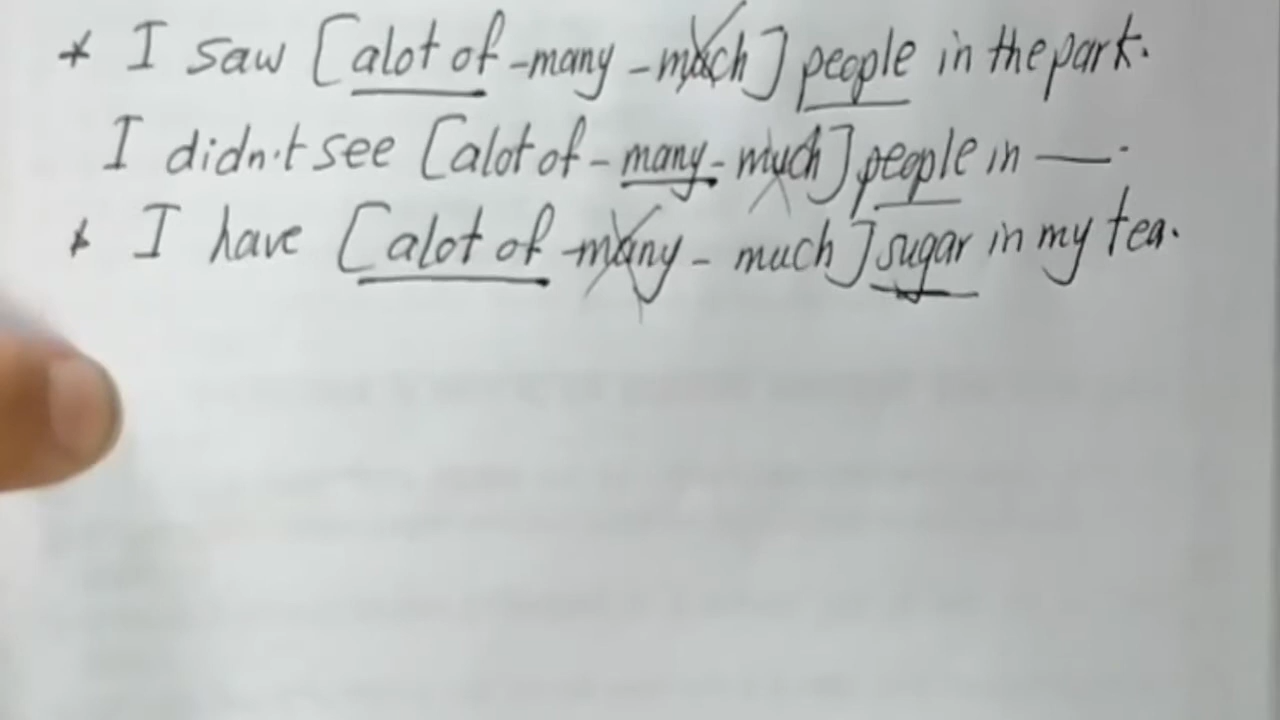 * I saw [alot of - many - much] people in the park.
I didn't see [alot of - many - much] people in —.
* I have [alot of - many - much] sugar in my tea.